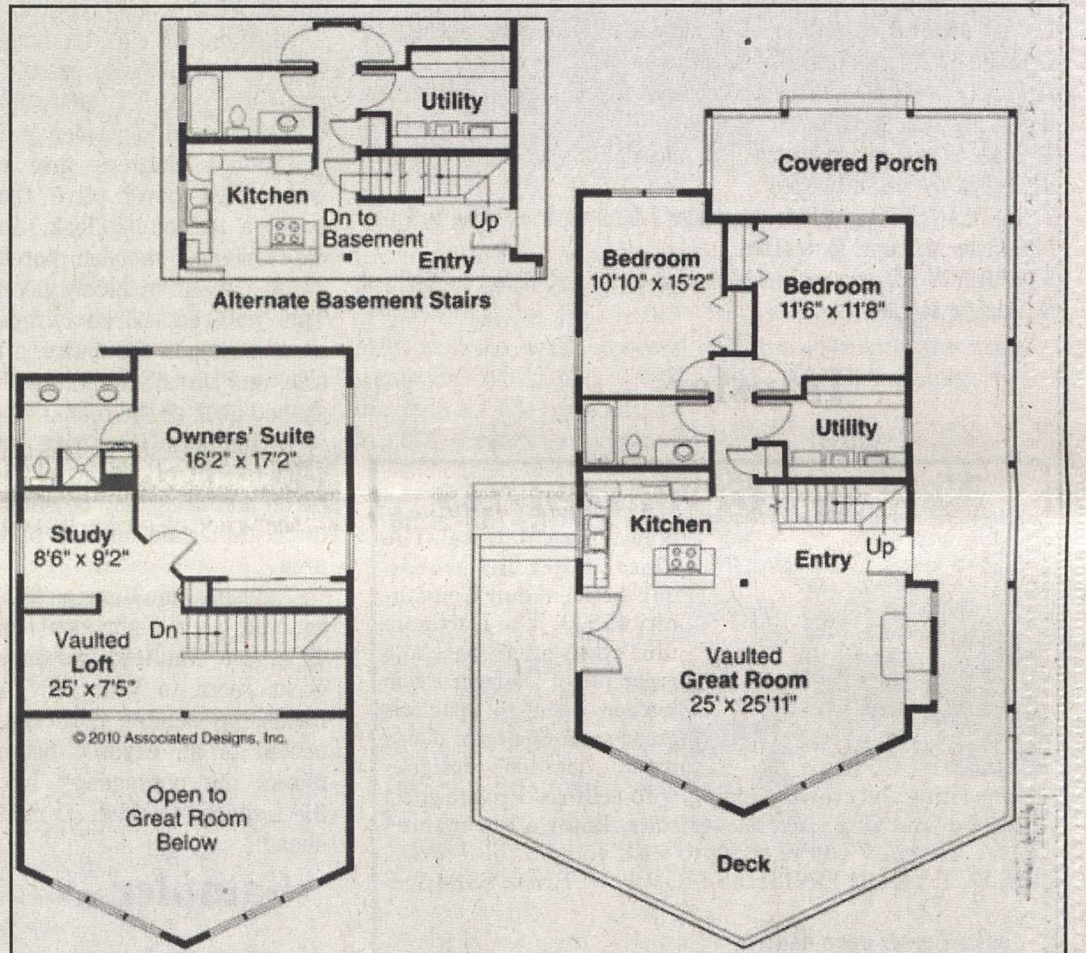 Utility
Kitchen
Dn to
Basement
Up
Entry
Alternate Basement Stairs
Owners' Suite
16'2" x 17'2"
Study
8'6" x 9'2"
Dn
Vaulted
Loft
25' x 7'5"
© 2010 Associated Designs, Inc.
Open to
Great Room
Below
Covered Porch
Bedroom
10'10" x 15'2"
Bedroom
11'6" x 11'8"
Utility
Kitchen
Up
Entry
Vaulted
Great Room
25' x 25'11"
Deck